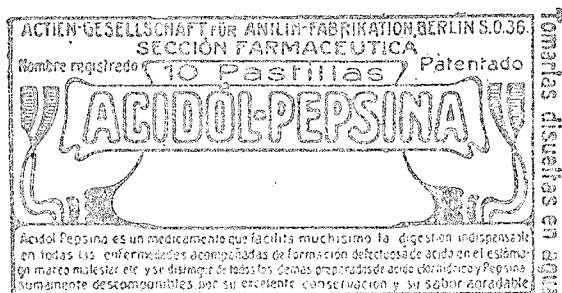 ACTIEN-GESELLSCHAFT FÜR ANILIN-FABRIKATION, BERLIN S.O.36.
SECCIÓN FARMACEUTICA
Nombre registrado
10 Pastillas
Patentado
ACIDOL-PEPSINA
Acidol Pepsina es un medicamento que facilita muchisimo la digestion indispensable
en todas las enfermedades acompañadas de formacion defectuosa de acido en el estóma-
go mareo malestar etc y se distingue de todos los demas preparados de acido clorhidrico y Pepsina
sumamente descomponibles por su excelente conservacion y su sabor agradable
Tomarlas disueltas en agua